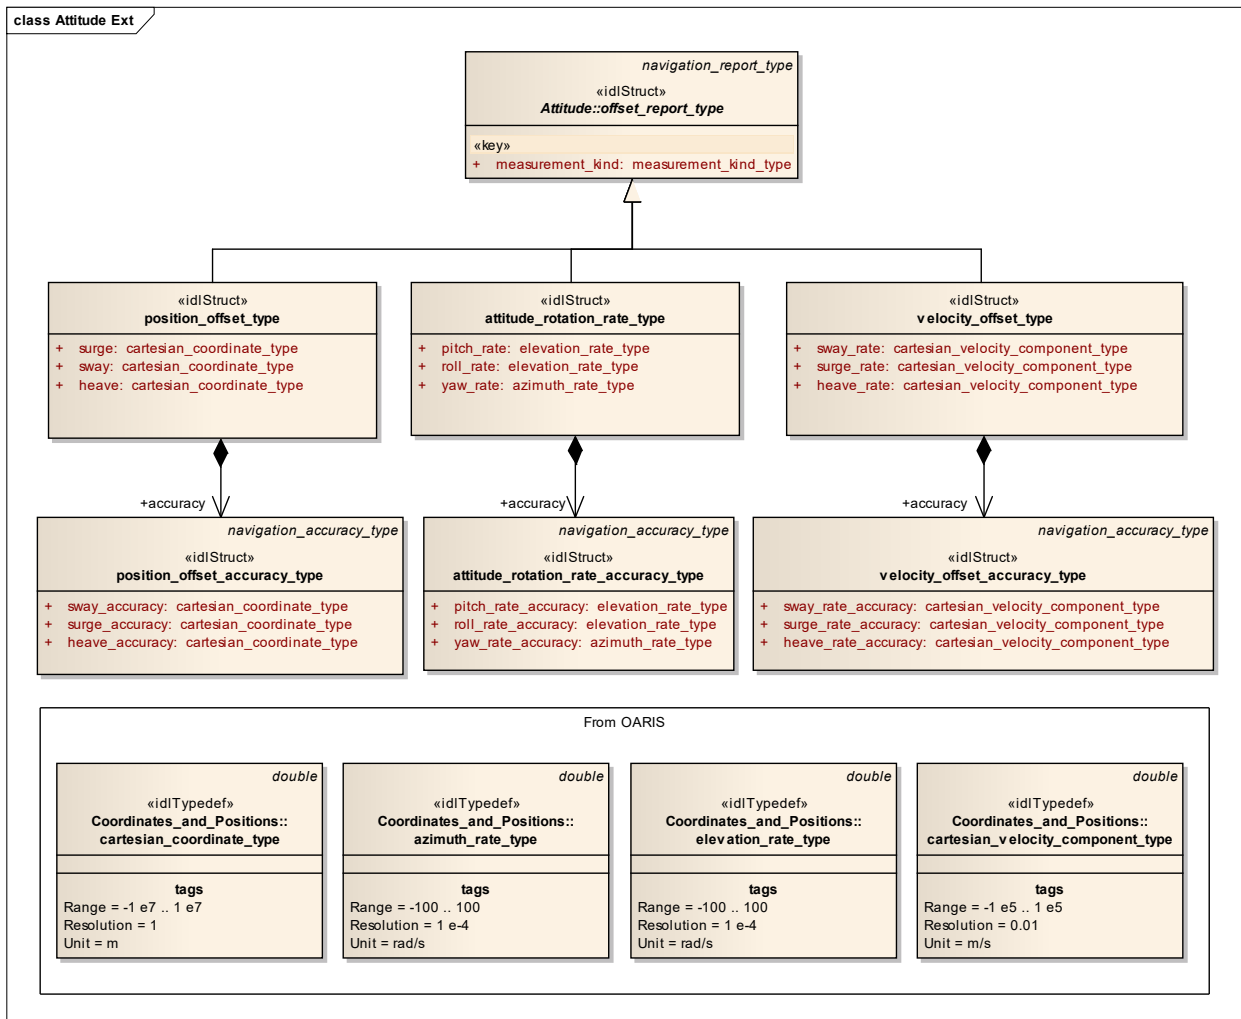 class Attitude Ext
navigation_report_type
«idlStruct»
Attitude::offset_report_type
«key»
+ measurement_kind: measurement_kind_type
«idlStruct»
position_offset_type
+ surge: cartesian_coordinate_type
+ sway: cartesian_coordinate_type
+ heave: cartesian_coordinate_type
«idlStruct»
attitude_rotation_rate_type
+ pitch_rate: elevation_rate_type
+ roll_rate: elevation_rate_type
+ yaw_rate: azimuth_rate_type
«idlStruct»
velocity_offset_type
+ sway_rate: cartesian_velocity_component_type
+ surge_rate: cartesian_velocity_component_type
+ heave_rate: cartesian_velocity_component_type
+accuracy
+accuracy
+accuracy
navigation_accuracy_type
«idlStruct»
position_offset_accuracy_type
+ sway_accuracy: cartesian_coordinate_type
+ surge_accuracy: cartesian_coordinate_type
+ heave_accuracy: cartesian_coordinate_type
navigation_accuracy_type
«idlStruct»
attitude_rotation_rate_accuracy_type
+ pitch_rate_accuracy: elevation_rate_type
+ roll_rate_accuracy: elevation_rate_type
+ yaw_rate_accuracy: azimuth_rate_type
navigation_accuracy_type
«idlStruct»
velocity_offset_accuracy_type
+ sway_rate_accuracy: cartesian_velocity_component_type
+ surge_rate_accuracy: cartesian_velocity_component_type
+ heave_rate_accuracy: cartesian_velocity_component_type
From OARIS
double
«idlTypedef»
Coordinates_and_Positions::
cartesian_coordinate_type
tags
Range = -1 e7 .. 1 e7
Resolution = 1
Unit = m
double
«idlTypedef»
Coordinates_and_Positions::
azimuth_rate_type
tags
Range = -100 .. 100
Resolution = 1 e-4
Unit = rad/s
double
«idlTypedef»
Coordinates_and_Positions::
elevation_rate_type
tags
Range = -100 .. 100
Resolution = 1 e-4
Unit = rad/s
double
«idlTypedef»
Coordinates_and_Positions::
cartesian_velocity_component_type
tags
Range = -1 e5 .. 1 e5
Resolution = 0.01
Unit = m/s